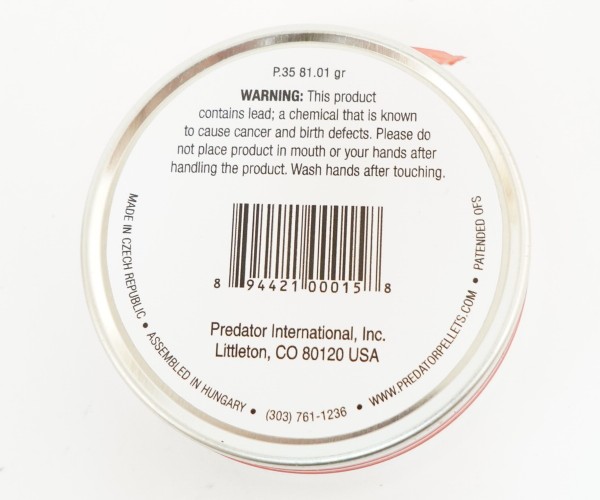 P.35 81.01 gr
WARNING: This product
contains lead; a chemical that is known
to cause cancer and birth defects. Please do
not place product in mouth or your hands after
handling the product. Wash hands after touching.
8 94421 00015 8
Predator International, Inc.
Littleton, CO 80120 USA
MADE IN CZECH REPUBLIC • ASSEMBLED IN HUNGARY • (303) 761-1236 • WWW.PREDATORPELLETS.COM • PATENTED OFS